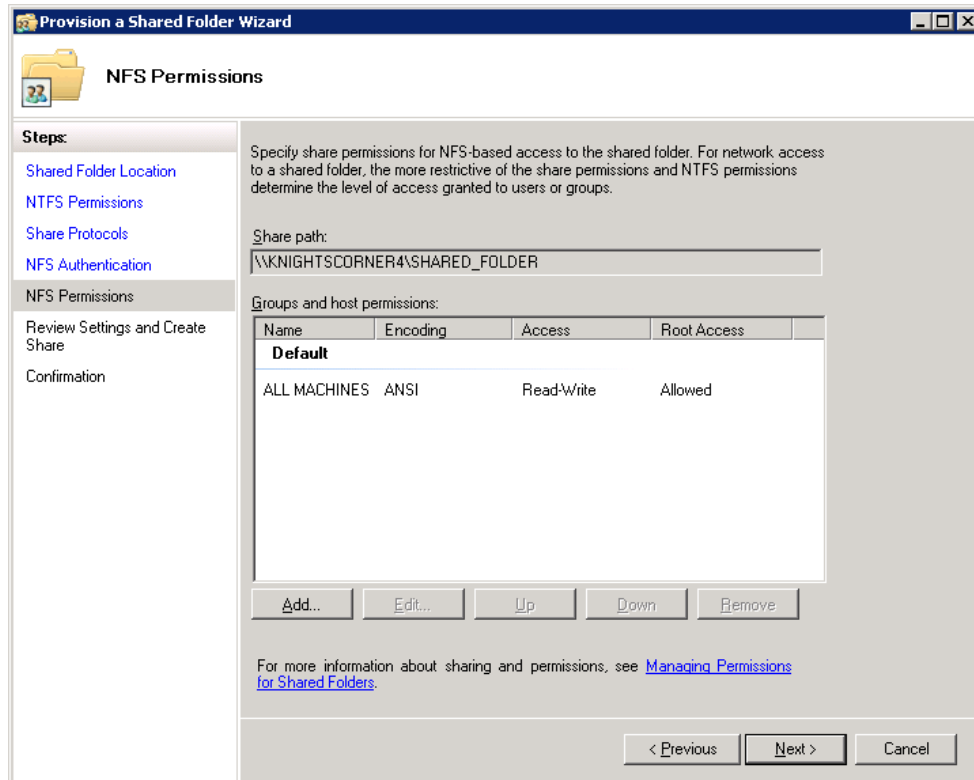 Provision a Shared Folder Wizard
NFS Permissions
Steps:
Shared Folder Location
NTFS Permissions
Share Protocols
NFS Authentication
NFS Permissions
Review Settings and Create
Share
Confirmation
Specify share permissions for NFS-based access to the shared folder. For network access
to a shared folder, the more restrictive of the share permissions and NTFS permissions
determine the level of access granted to users or groups.
Share path:
\\KNIGHTSCORNER4\SHARED_FOLDER
Groups and host permissions:
Name Encoding Access Root Access
Default
ALL MACHINES ANSI Read-Write Allowed
Add... Edit... Up Down Remove
For more information about sharing and permissions, see Managing Permissions
for Shared Folders.
< Previous Next > Cancel